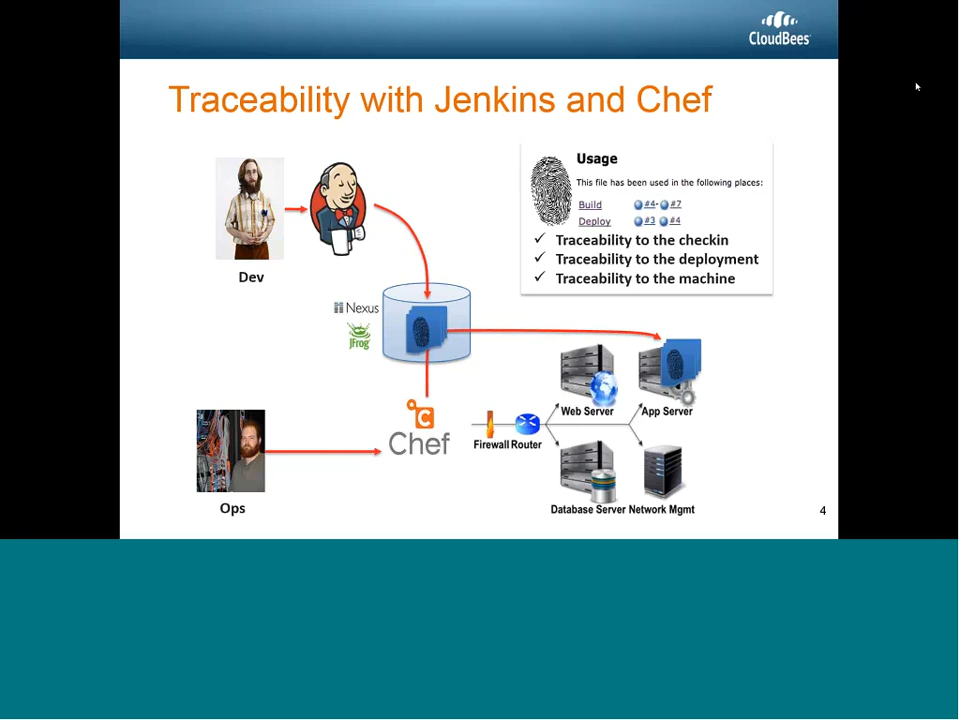 CloudBees
Traceability with Jenkins and Chef
Usage
This file has been used in the following places:
Build #4- #7
Deploy #3 #4
✓ Traceability to the checkin
✓ Traceability to the deployment
✓ Traceability to the machine
Dev
Nexus
JFrog
Web Server
App Server
Chef
Firewall Router
Ops
Database Server Network Mgmt
4